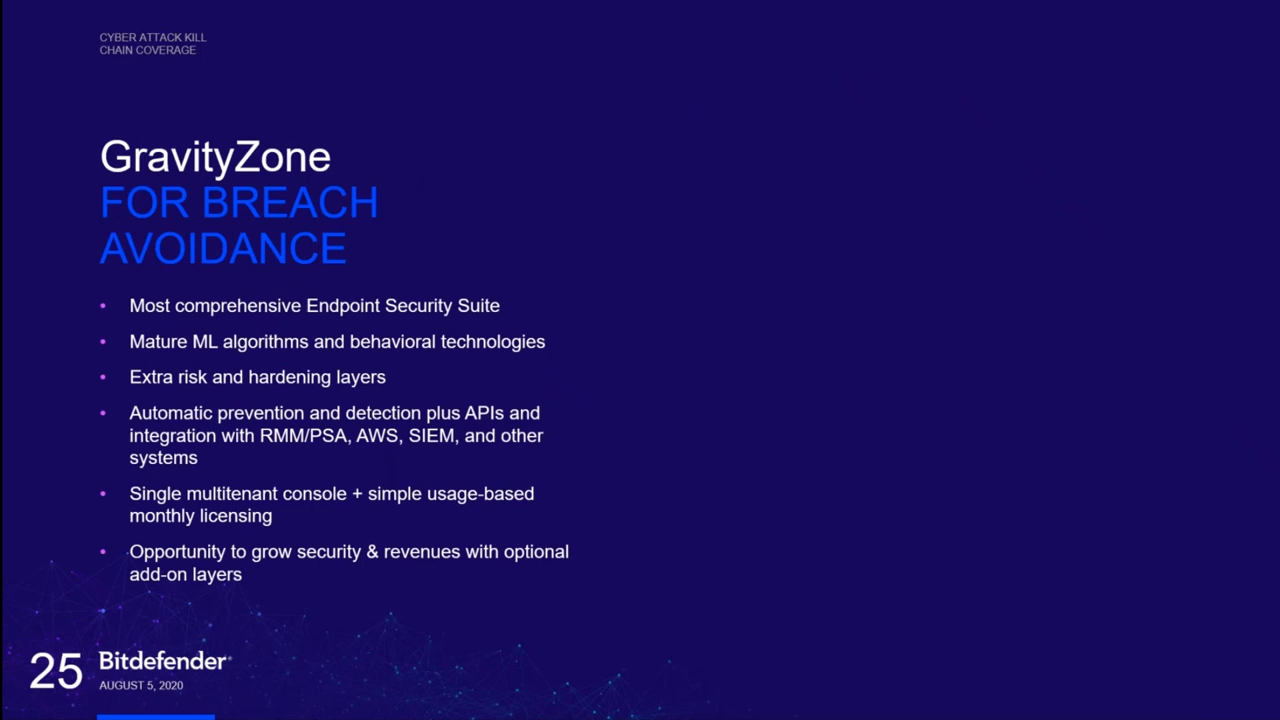 CYBER ATTACK KILL
CHAIN COVERAGE
GravityZone
FOR BREACH
AVOIDANCE
• Most comprehensive Endpoint Security Suite
• Mature ML algorithms and behavioral technologies
• Extra risk and hardening layers
• Automatic prevention and detection plus APIs and
integration with RMM/PSA, AWS, SIEM, and other
systems
• Single multitenant console + simple usage-based
monthly licensing
• Opportunity to grow security & revenues with optional
add-on layers
25
Bitdefender®
AUGUST 5, 2020